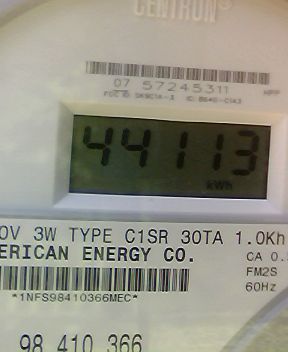 CENTRON®
07 57245311
44113
kWh
0V 3W TYPE C1SR 30TA 1.0Kh
ERICAN ENERGY CO.
CA 0.
FM2S
*1NFS98410366MEC*
60Hz
98 410 366